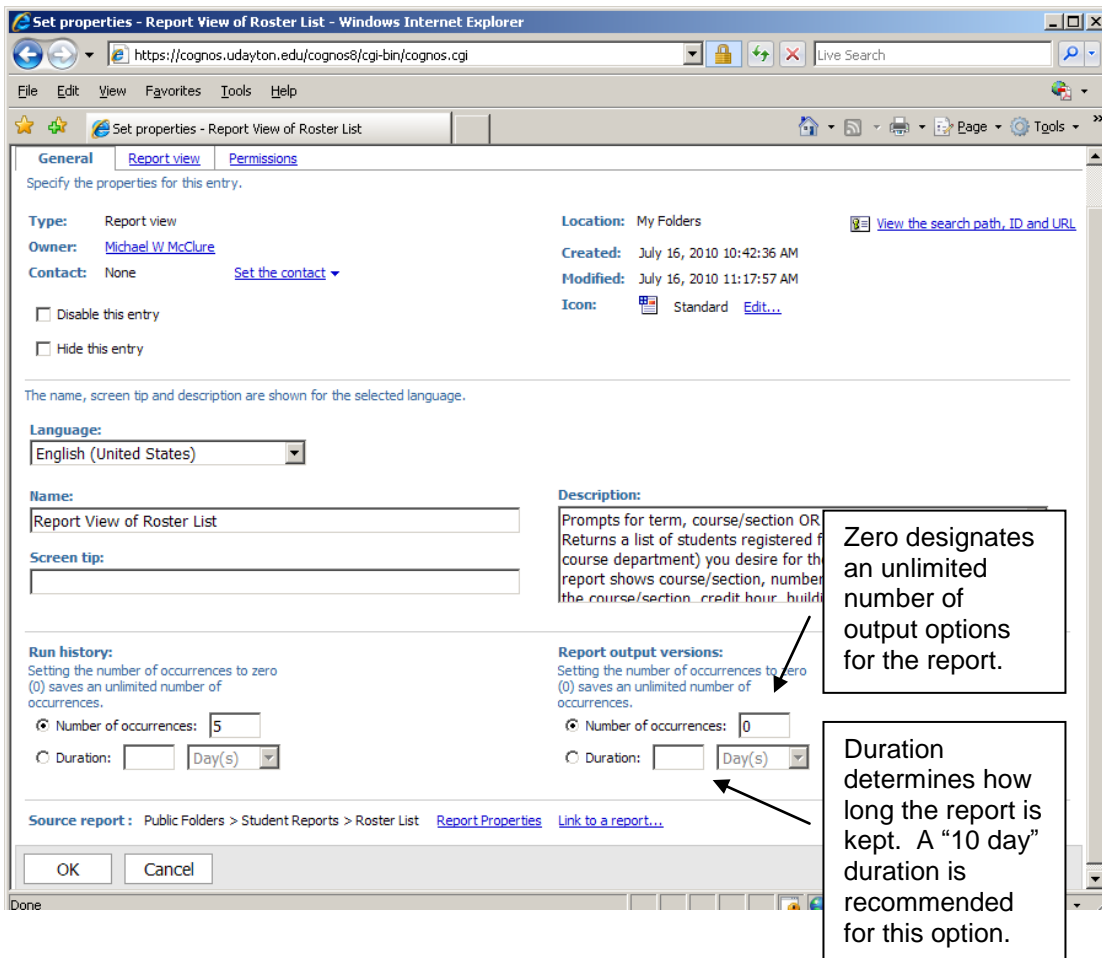 Set properties - Report View of Roster List - Windows Internet Explorer
https://cognos.udayton.edu/cognos8/cgi-bin/cognos.cgi
Live Search
File Edit View Favorites Tools Help
Set properties - Report View of Roster List
Page Tools »
General Report view Permissions
Specify the properties for this entry.
Type: Report view
Owner: Michael W McClure
Contact: None Set the contact
Disable this entry
Hide this entry
Location: My Folders
View the search path, ID and URL
Created: July 16, 2010 10:42:36 AM
Modified: July 16, 2010 11:17:57 AM
Icon: Standard Edit...
The name, screen tip and description are shown for the selected language.
Language:
English (United States)
Name:
Report View of Roster List
Screen tip:
Description:
Prompts for term, course/section OR
Returns a list of students registered
course department) you desire for
report shows course/section, number
the course/section, credit hour,
Zero designates
an unlimited
number of
output options
for the report.
Run history:
Setting the number of occurrences to zero
(0) saves an unlimited number of
occurrences.
Number of occurrences: 5
Duration: Day(s)
Report output versions:
Setting the number of occurrences to zero
(0) saves an unlimited number of
occurrences.
Number of occurrences: 0
Duration: Day(s)
Duration
determines how
long the report is
kept. A “10 day”
duration is
recommended
for this option.
Source report : Public Folders > Student Reports > Roster List Report Properties Link to a report...
OK Cancel
Done